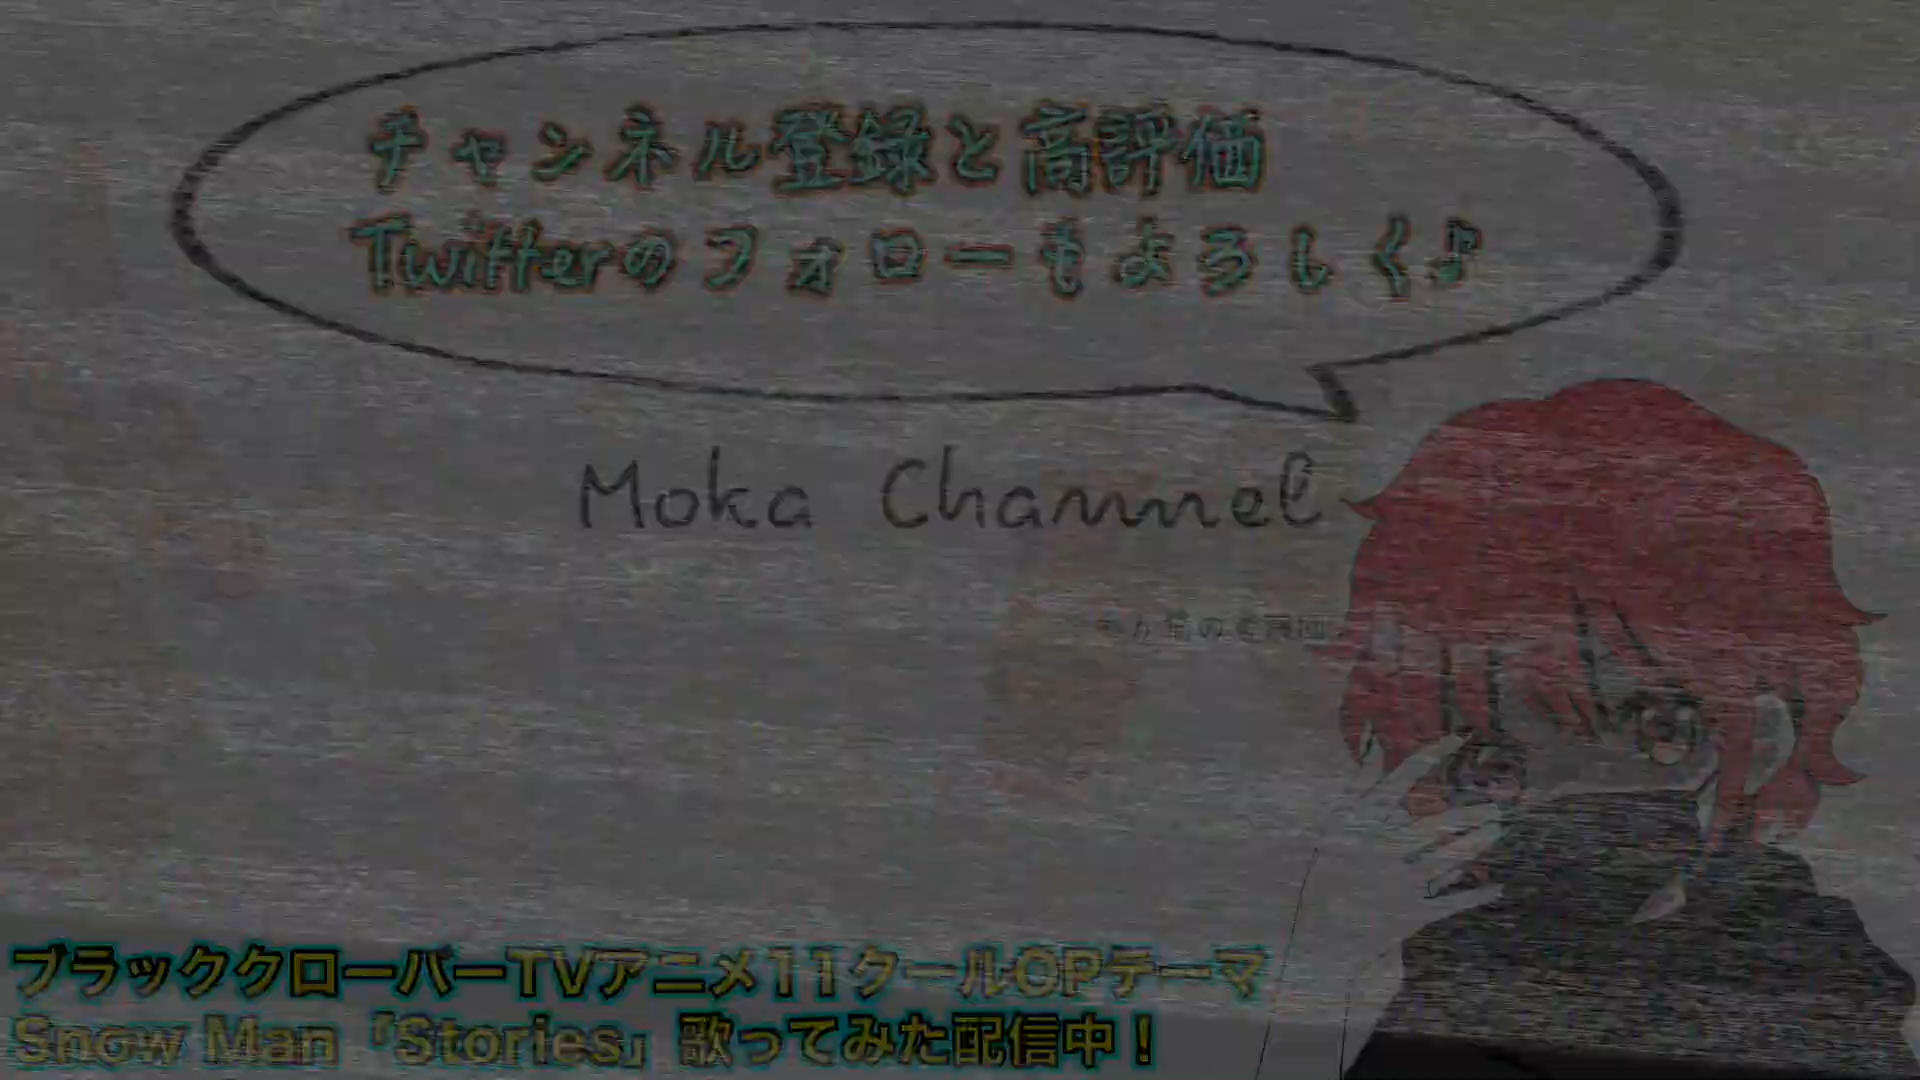 チャンネル登録と高評価
Twitterのフォローもよろしく♪
Moka Channel
ブラッククローバーTVアニメ11クールOPテーマ
Snow Man「Stories」歌ってみた配信中！